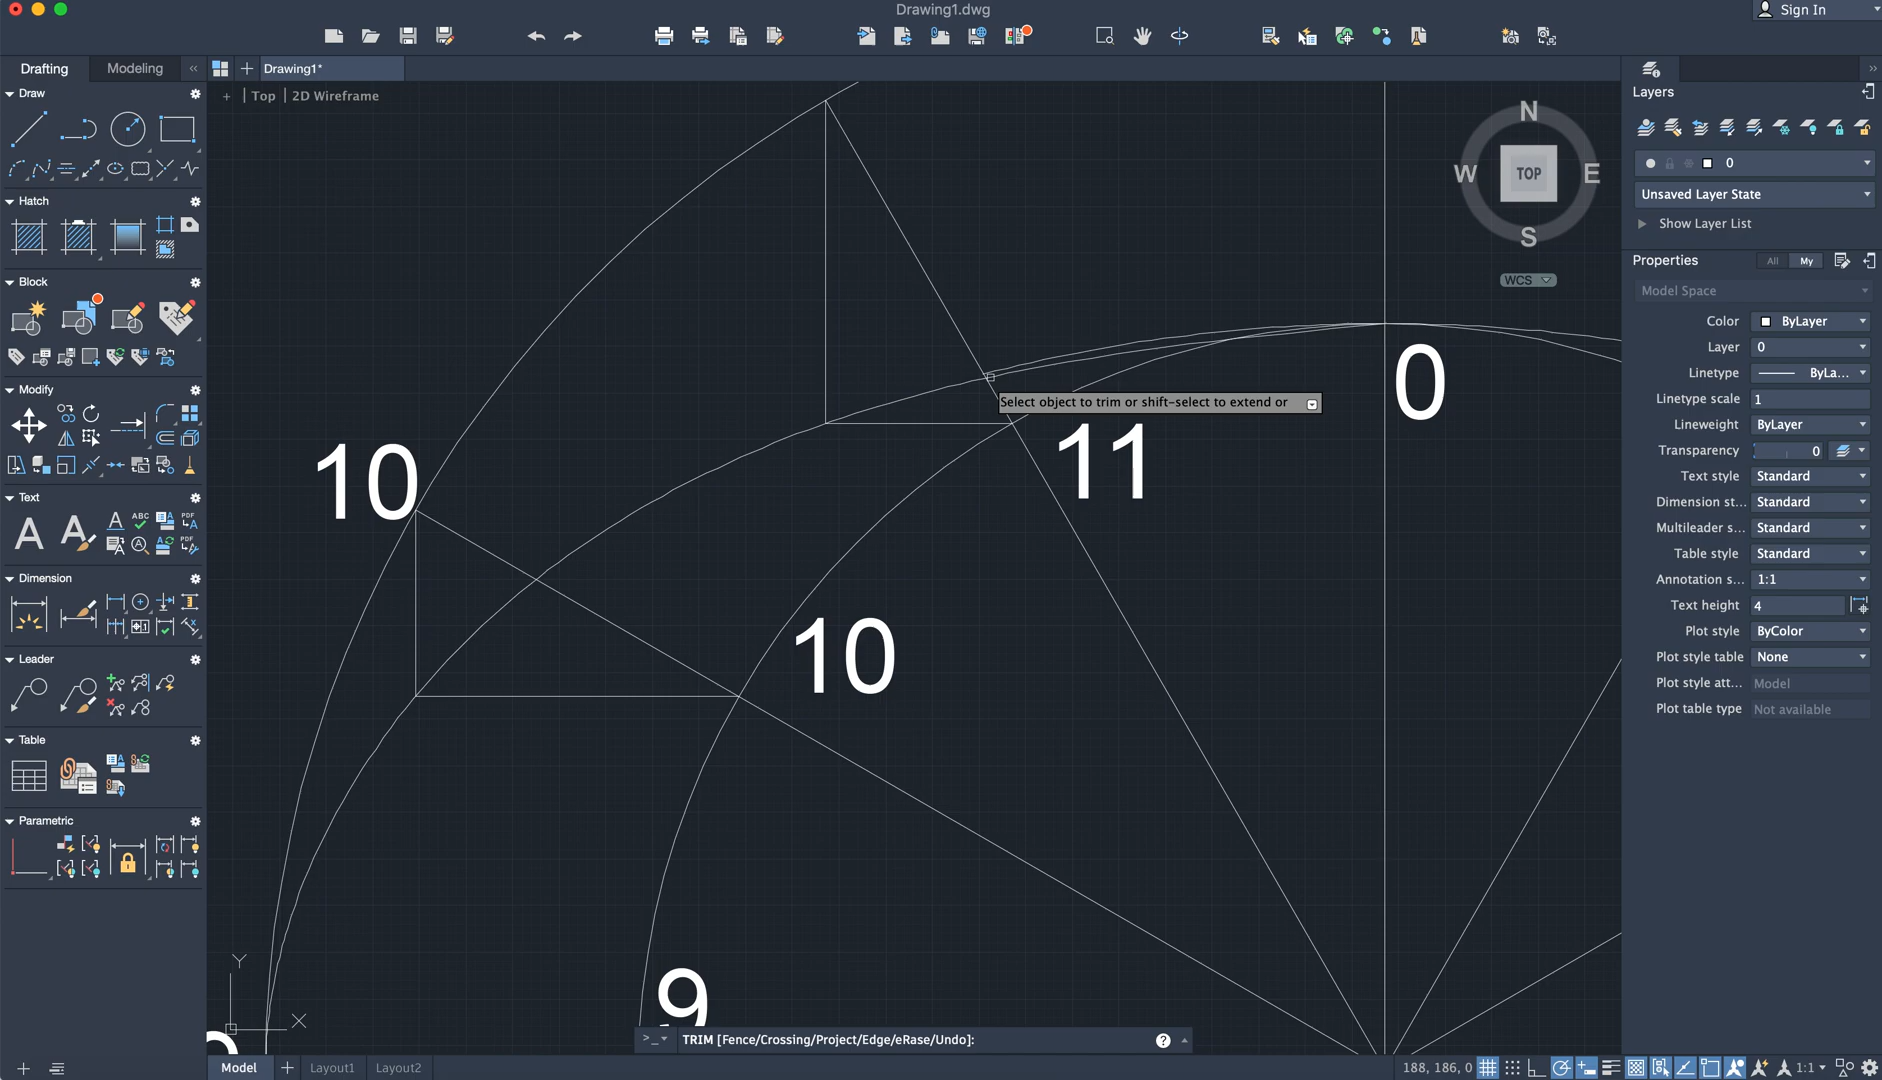 Drawing1.dwg
Sign In
Drafting
Modeling
Drawing1*
Draw
Hatch
Block
Modify
Text
A
A
A
ABC
PDF
A
A
PDF
Dimension
Leader
Table
Parametric
+ | Top | 2D Wireframe
N
W
TOP
E
S
WCS
0
Select object to trim or shift-select to extend or
11
10
10
9
Y
X
>_ TRIM [Fence/Crossing/Project/Edge/eRase/Undo]:
?
Layers
0
Unsaved Layer State
Show Layer List
Properties
All
My
Model Space
Color ByLayer
Layer 0
Linetype ByLa...
Linetype scale 1
Lineweight ByLayer
Transparency 0
Text style Standard
Dimension st... Standard
Multileader s... Standard
Table style Standard
Annotation s... 1:1
Text height 4
Plot style ByColor
Plot style table None
Plot style att... Model
Plot table type Not available
Model
Layout1
Layout2
188, 186, 0
1:1